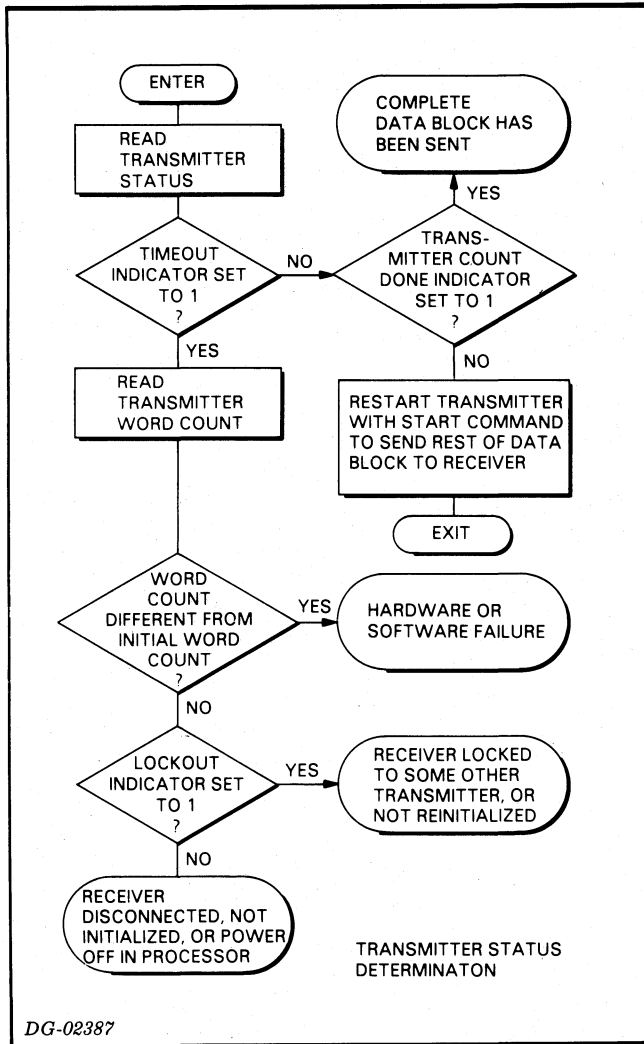 ENTER
READ
TRANSMITTER
STATUS
TIMEOUT
INDICATOR SET
TO 1
?
NO
YES
TRANS-
MITTER COUNT
DONE INDICATOR
SET TO 1
?
YES
COMPLETE
DATA BLOCK HAS
BEEN SENT
NO
RESTART TRANSMITTER
WITH START COMMAND
TO SEND REST OF DATA
BLOCK TO RECEIVER
EXIT
READ
TRANSMITTER
WORD COUNT
WORD
COUNT
DIFFERENT FROM
INITIAL WORD
COUNT
?
YES
HARDWARE OR
SOFTWARE FAILURE
NO
LOCKOUT
INDICATOR SET
TO 1
?
YES
RECEIVER LOCKED
TO SOME OTHER
TRANSMITTER, OR
NOT REINITIALIZED
NO
RECEIVER
DISCONNECTED, NOT
INITIALIZED, OR POWER
OFF IN PROCESSOR
TRANSMITTER STATUS
DETERMINATON
DG-02387